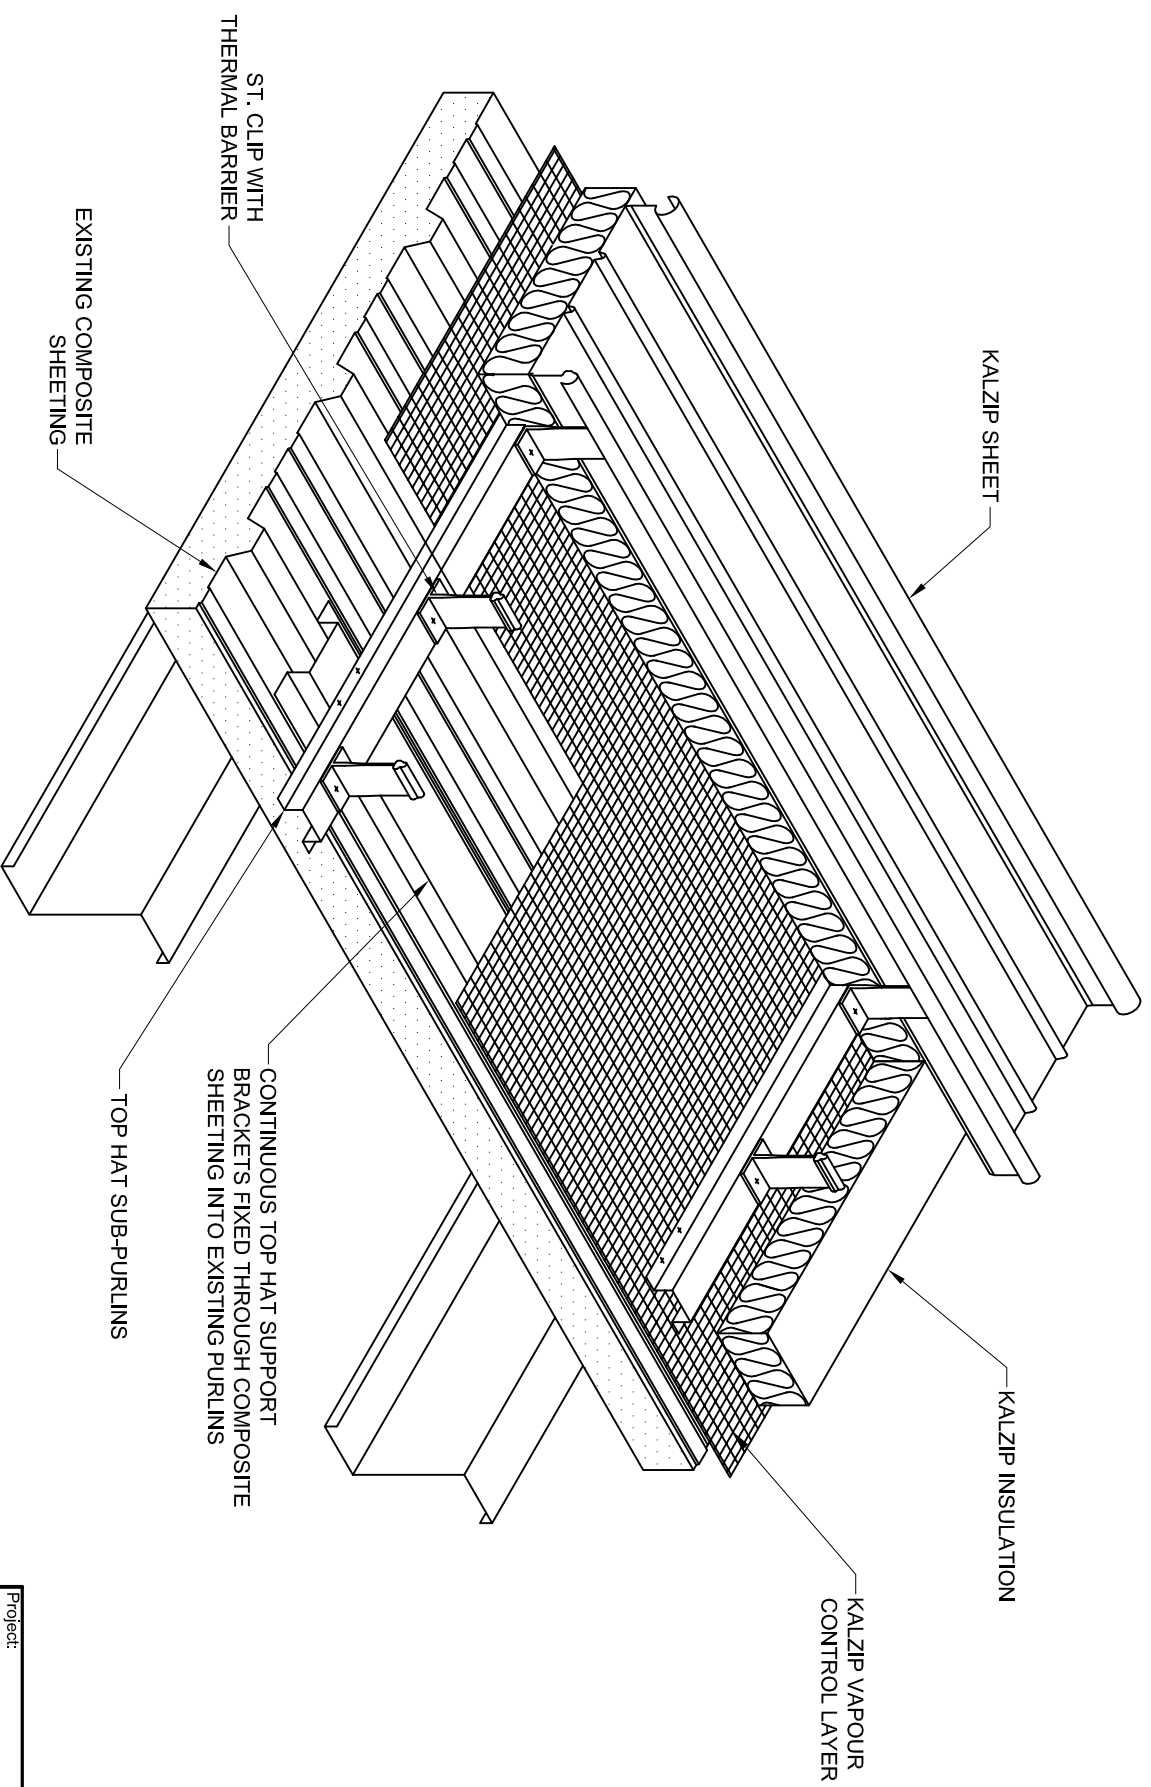 KALZIP SHEET
KALZIP INSULATION
KALZIP VAPOUR
CONTROL LAYER
ST. CLIP WITH
THERMAL BARRIER
EXISTING COMPOSITE
SHEETING
CONTINUOUS TOP HAT SUPPORT
BRACKETS FIXED THROUGH COMPOSITE
SHEETING INTO EXISTING PURLINS
TOP HAT SUB-PURLINS
Project: